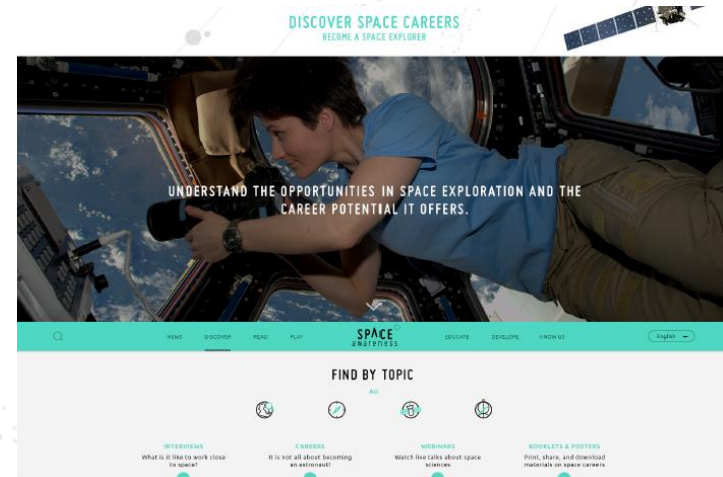 DISCOVER SPACE CAREERS
BECOME A SPACE EXPLORER
UNDERSTAND THE OPPORTUNITIES IN SPACE EXPLORATION AND THE
CAREER POTENTIAL IT OFFERS.
NEWS DISCOVER READ PLAY SPACE awareness EDUCATE DEVELOPE KNOW US English
FIND BY TOPIC
All
INTERVIEWS
What is it like to work close
to space?
CAREERS
It is not all about becoming
an astronaut!
WEBINARS
Watch live talks about space
sciences
BOOKLETS & POSTERS
Print, share, and download
materials on space careers